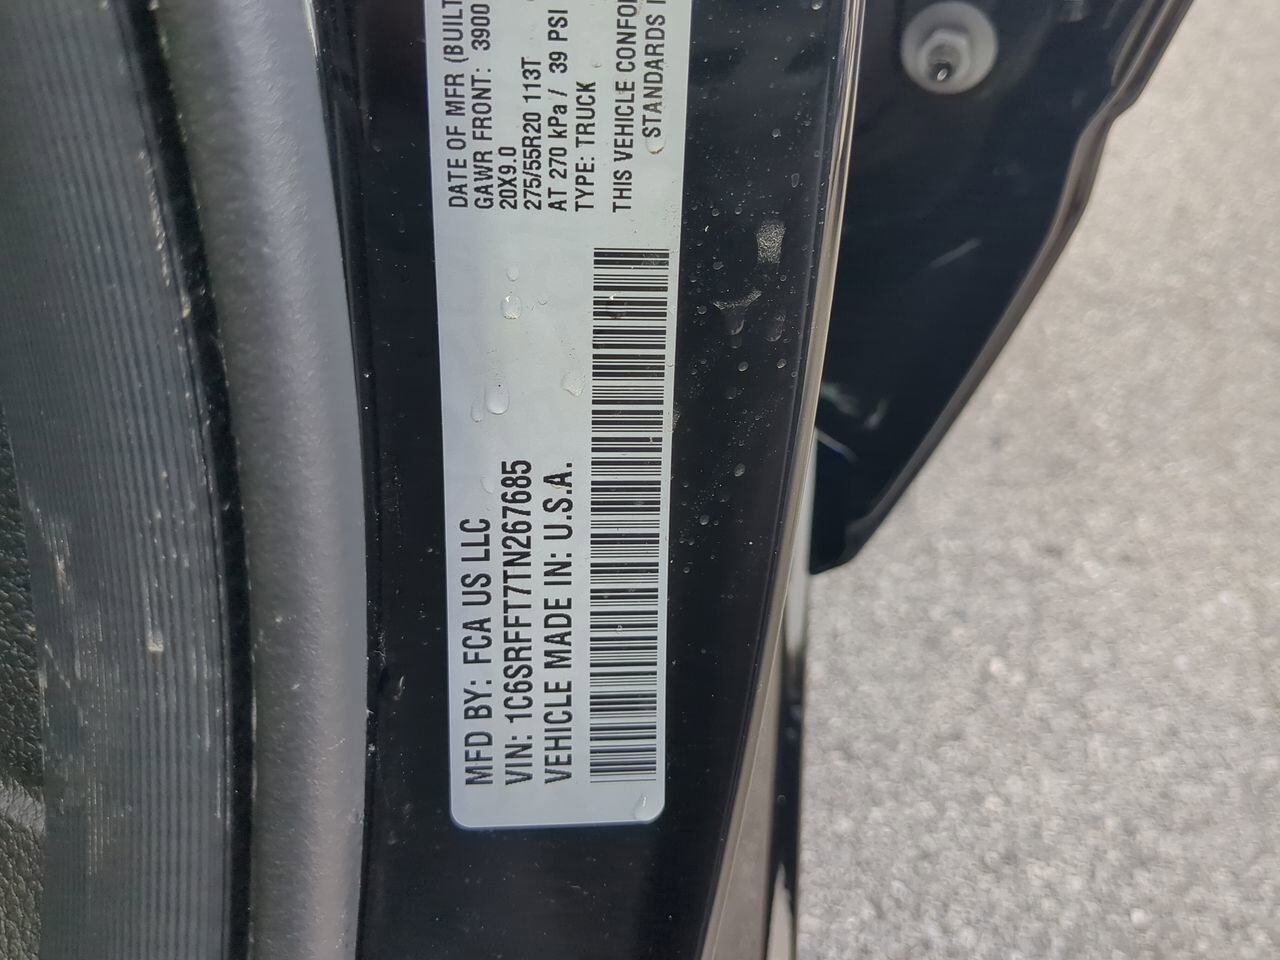 MFD BY: FCA US LLC
VIN: 1C6SRFFT7TN267685
VEHICLE MADE IN: U.S.A.
DATE OF MFR (BUILT
GAWR FRONT: 3900
20X9.0
275/55R20 113T
AT 270 kPa / 39 PSI
TYPE: TRUCK
THIS VEHICLE CONFO
STANDARDS